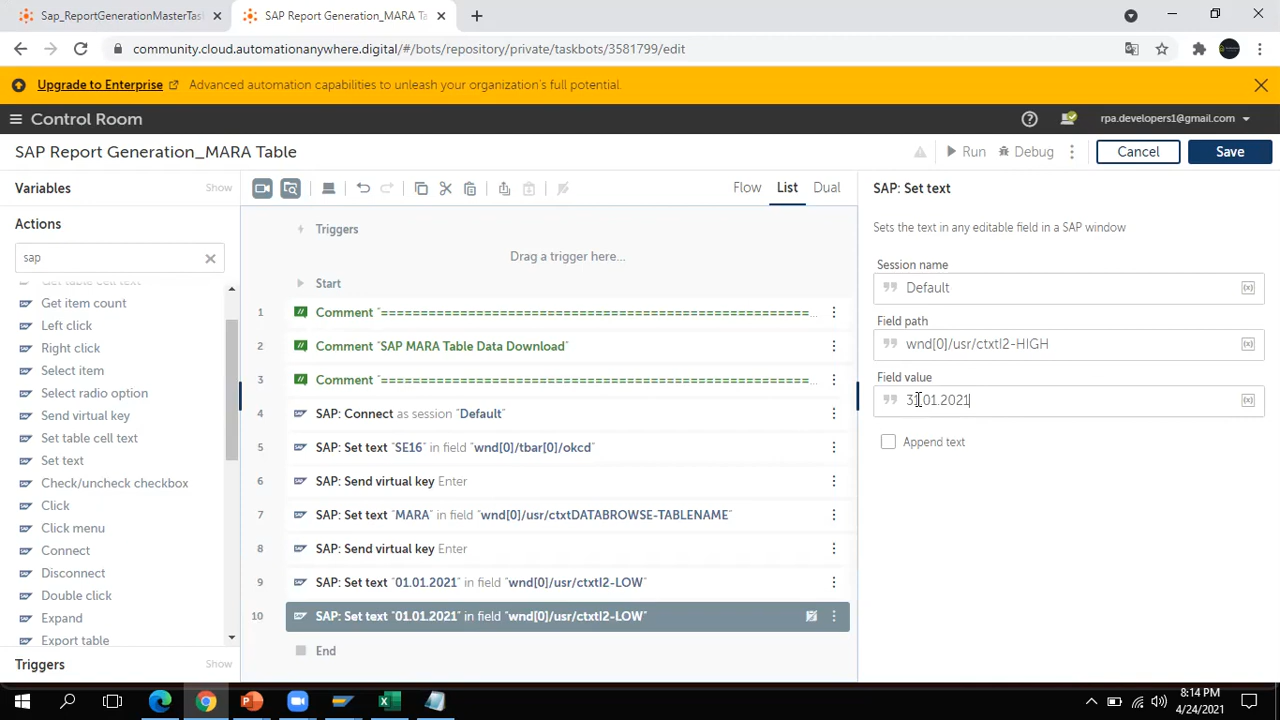 Sap_ReportGenerationMasterTas
SAP Report Generation_MARA Ta
community.cloud.automationanywhere.digital/#/bots/repository/private/taskbots/3581799/edit
Upgrade to Enterprise Advanced automation capabilities to unleash your organization's full potential.
Control Room
rpa.developers1@gmail.com
SAP Report Generation_MARA Table
Run Debug Cancel Save
Variables Show
Flow List Dual
SAP: Set text
Actions
sap
Get table cell text
Get item count
Left click
Right click
Select item
Select radio option
Send virtual key
Set table cell text
Set text
Check/uncheck checkbox
Click
Click menu
Connect
Disconnect
Double click
Expand
Export table
Triggers Show
Triggers
Drag a trigger here...
Start
1 Comment "=======================================================...
2 Comment "SAP MARA Table Data Download"
3 Comment "=======================================================...
4 SAP: Connect as session "Default"
5 SAP: Set text "SE16" in field "wnd[0]/tbar[0]/okcd"
6 SAP: Send virtual key Enter
7 SAP: Set text "MARA" in field "wnd[0]/usr/ctxtDATABROWSE-TABLENAME"
8 SAP: Send virtual key Enter
9 SAP: Set text "01.01.2021" in field "wnd[0]/usr/ctxtI2-LOW"
10 SAP: Set text "01.01.2021" in field "wnd[0]/usr/ctxtI2-LOW"
End
Sets the text in any editable field in a SAP window
Session name
Default
Field path
wnd[0]/usr/ctxtI2-HIGH
Field value
31.01.2021
Append text
8:14 PM
4/24/2021